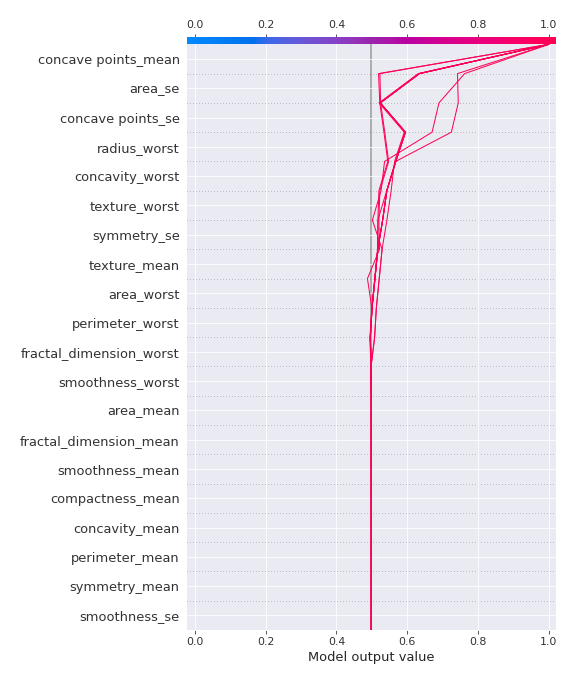 0.0 0.2 0.4 0.6 0.8 1.0
concave points_mean
area_se
concave points_se
radius_worst
concavity_worst
texture_worst
symmetry_se
texture_mean
area_worst
perimeter_worst
fractal_dimension_worst
smoothness_worst
area_mean
fractal_dimension_mean
smoothness_mean
compactness_mean
concavity_mean
perimeter_mean
symmetry_mean
smoothness_se
0.0 0.2 0.4 0.6 0.8 1.0
Model output value